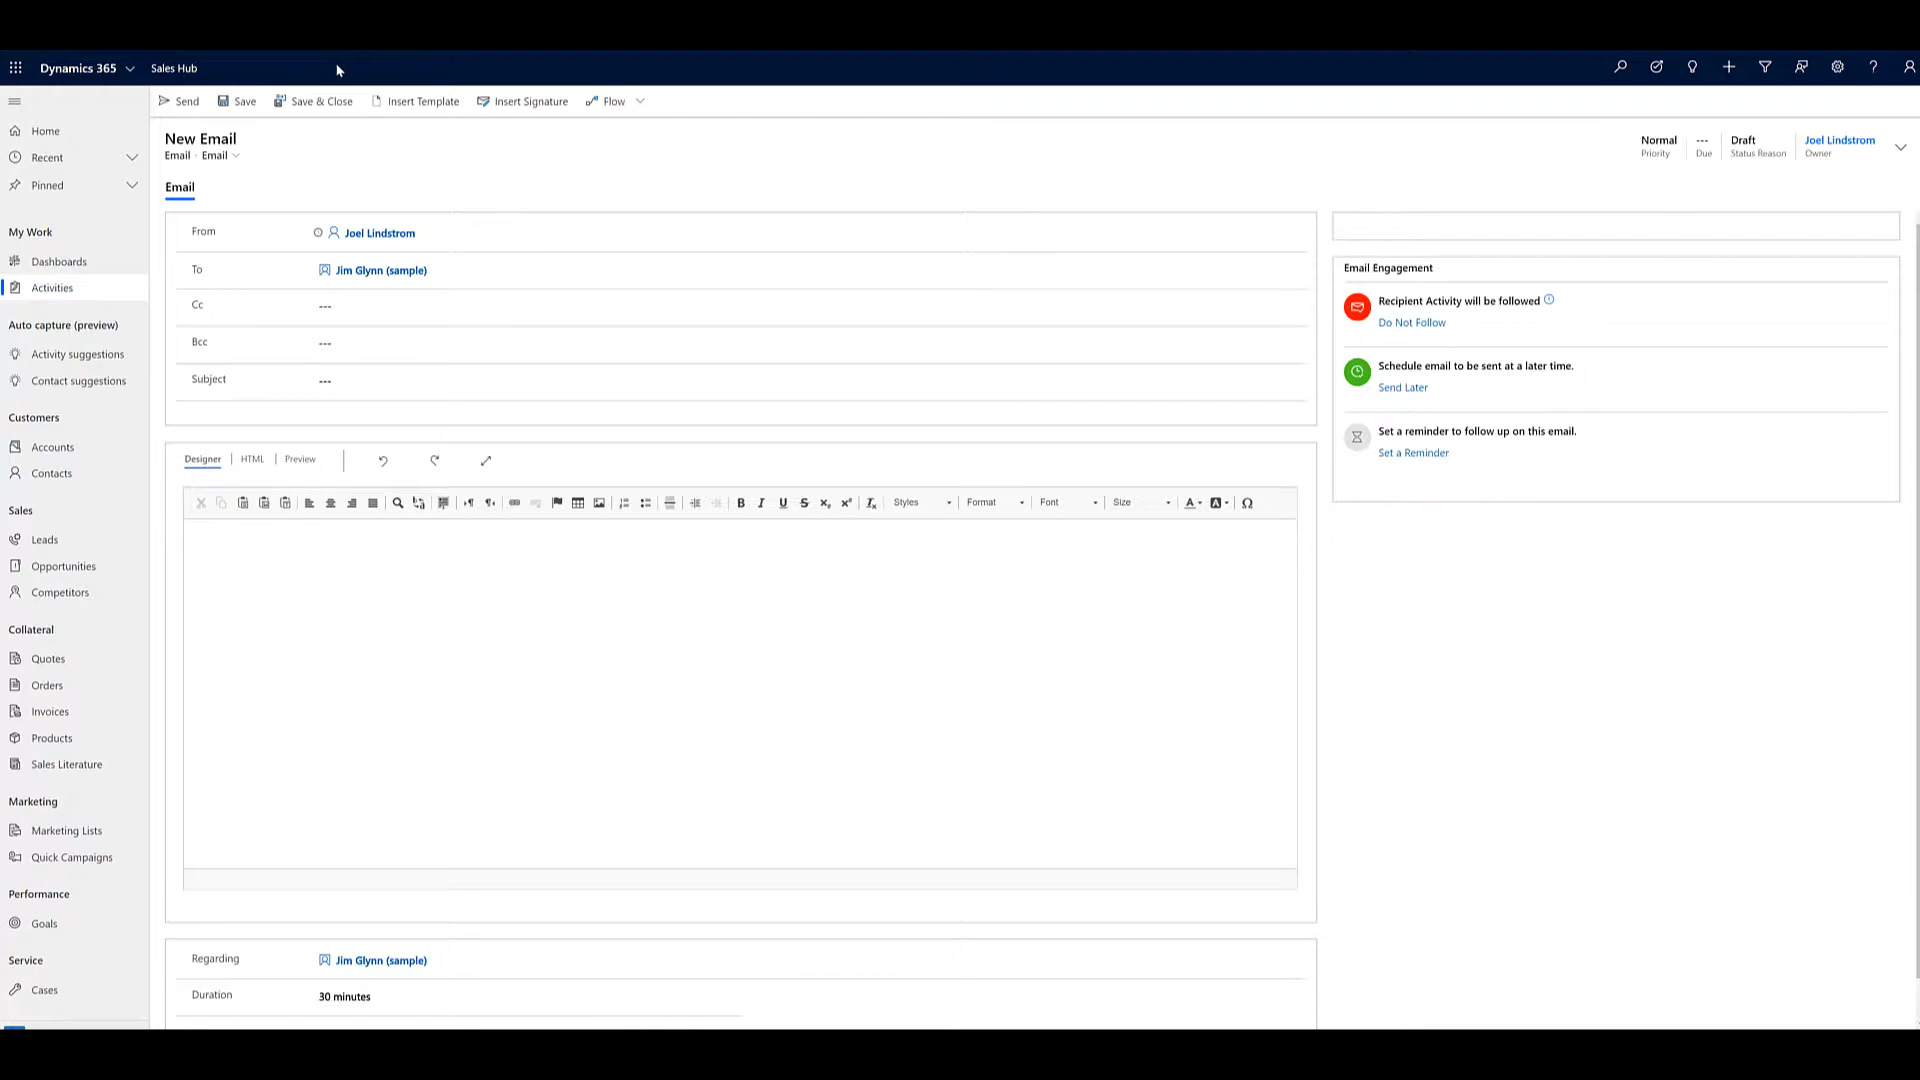 Dynamics 365 Sales Hub
Send Save Save & Close Insert Template Insert Signature Flow
Home
Recent
Pinned
My Work
Dashboards
Activities
Auto capture (preview)
Activity suggestions
Contact suggestions
Customers
Accounts
Contacts
Sales
Leads
Opportunities
Competitors
Collateral
Quotes
Orders
Invoices
Products
Sales Literature
Marketing
Marketing Lists
Quick Campaigns
Performance
Goals
Service
Cases
New Email
Email · Email
Normal --- Draft Joel Lindstrom
Priority Due Status Reason Owner
Email
From Joel Lindstrom
To Jim Glynn (sample)
Cc ---
Bcc ---
Subject ---
Designer HTML Preview
B I U S Styles Format Font Size A A Ω
Regarding Jim Glynn (sample)
Duration 30 minutes
Email Engagement
Recipient Activity will be followed
Do Not Follow
Schedule email to be sent at a later time.
Send Later
Set a reminder to follow up on this email.
Set a Reminder